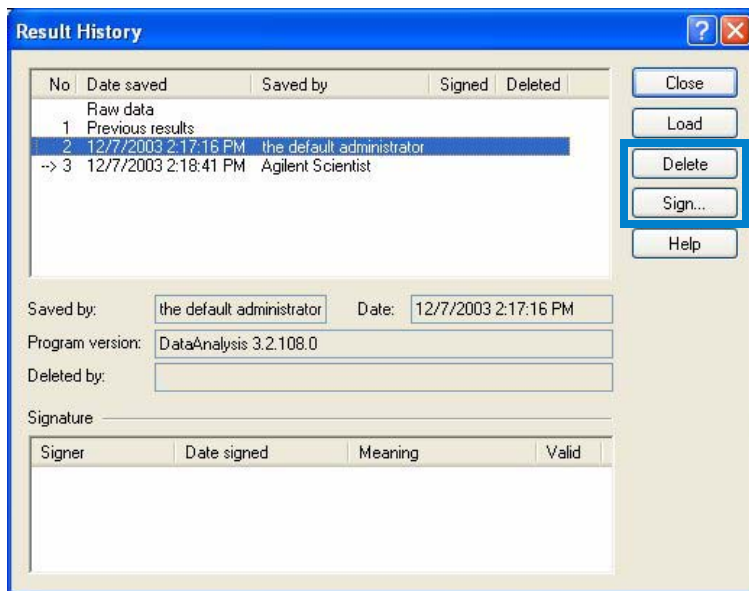 Result History
No Date saved Saved by Signed Deleted
Raw data
1 Previous results
2 12/7/2003 2:17:16 PM the default administrator
--> 3 12/7/2003 2:18:41 PM Agilent Scientist
Close
Load
Delete
Sign...
Help
Saved by: the default administrator Date: 12/7/2003 2:17:16 PM
Program version: DataAnalysis 3.2.108.0
Deleted by:
Signature
Signer Date signed Meaning Valid